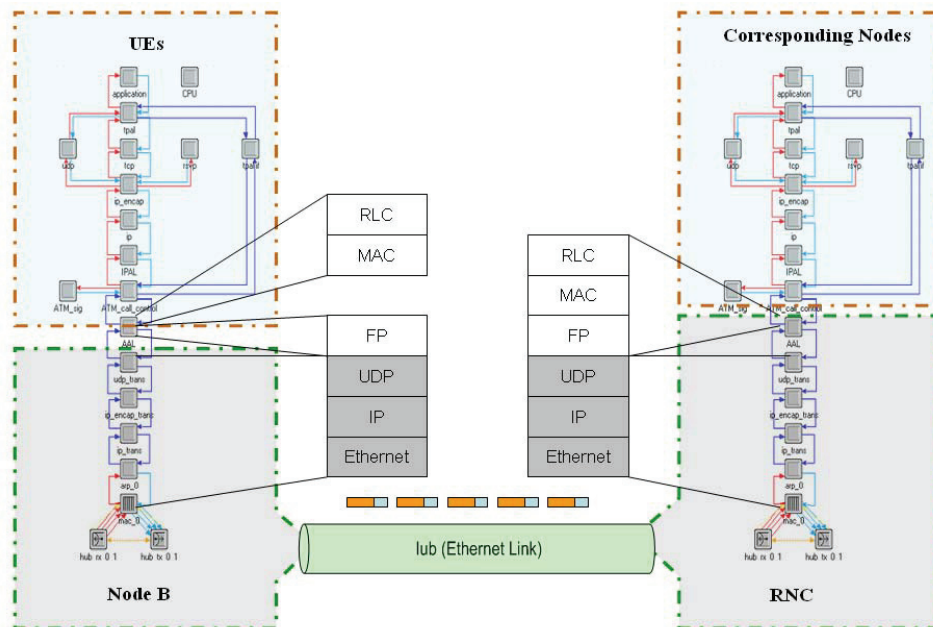 UEs
application
CPU
tpal
udp
tcp
rsvp
tpanf
ip_encap
ip
IPAL
ATM_sig
ATM_call_control
AAL
udp_trans
ip_encap_trans
ip_trans
arp_0
mac_0
hub_rx_0_1
hub_tx_0_1
Node B
RLC
MAC
FP
UDP
IP
Ethernet
RLC
MAC
FP
UDP
IP
Ethernet
Iub (Ethernet Link)
Corresponding Nodes
application
CPU
tpal
udp
tcp
rsvp
ip_encap
ip
IPAL
ATM_sig
ATM_call_control
AAL
udp_trans
ip_encap_trans
ip_trans
arp_0
mac_0
hub_rx_0_1
hub_tx_0_1
RNC